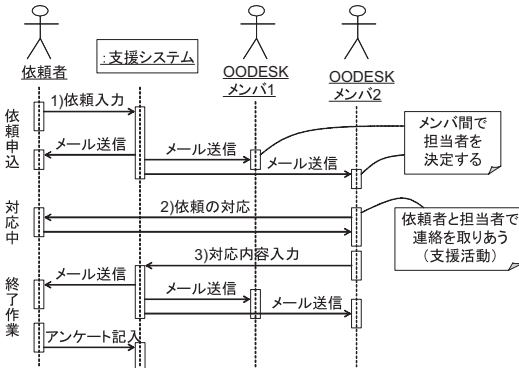 依頼者
:支援システム
OODESK
メンバ1
OODESK
メンバ2
依頼申込
1)依頼入力
メール送信
メール送信
メール送信
メンバ間で
担当者を
決定する
対応中
2)依頼の対応
依頼者と担当者で
連絡を取りあう
(支援活動)
3)対応内容入力
終了作業
メール送信
メール送信
メール送信
アンケート記入